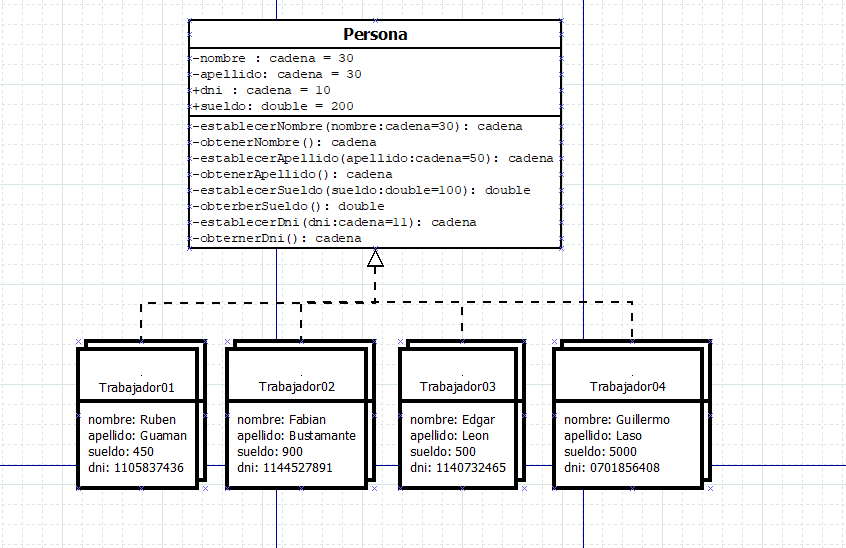 Persona
-nombre : cadena = 30
-apellido: cadena = 30
+dni : cadena = 10
+sueldo: double = 200
-establecerNombre(nombre:cadena=30): cadena
-obtenerNombre(): cadena
-establecerApellido(apellido:cadena=50): cadena
-obtenerApellido(): cadena
-establecerSueldo(sueldo:double=100): double
-obterberSueldo(): double
-establecerDni(dni:cadena=11): cadena
-obternerDni(): cadena
Trabajador01
nombre: Ruben
apellido: Guaman
sueldo: 450
dni: 1105837436
Trabajador02
nombre: Fabian
apellido: Bustamante
sueldo: 900
dni: 1144527891
Trabajador03
nombre: Edgar
apellido: Leon
sueldo: 500
dni: 1140732465
Trabajador04
nombre: Guillermo
apellido: Laso
sueldo: 5000
dni: 0701856408